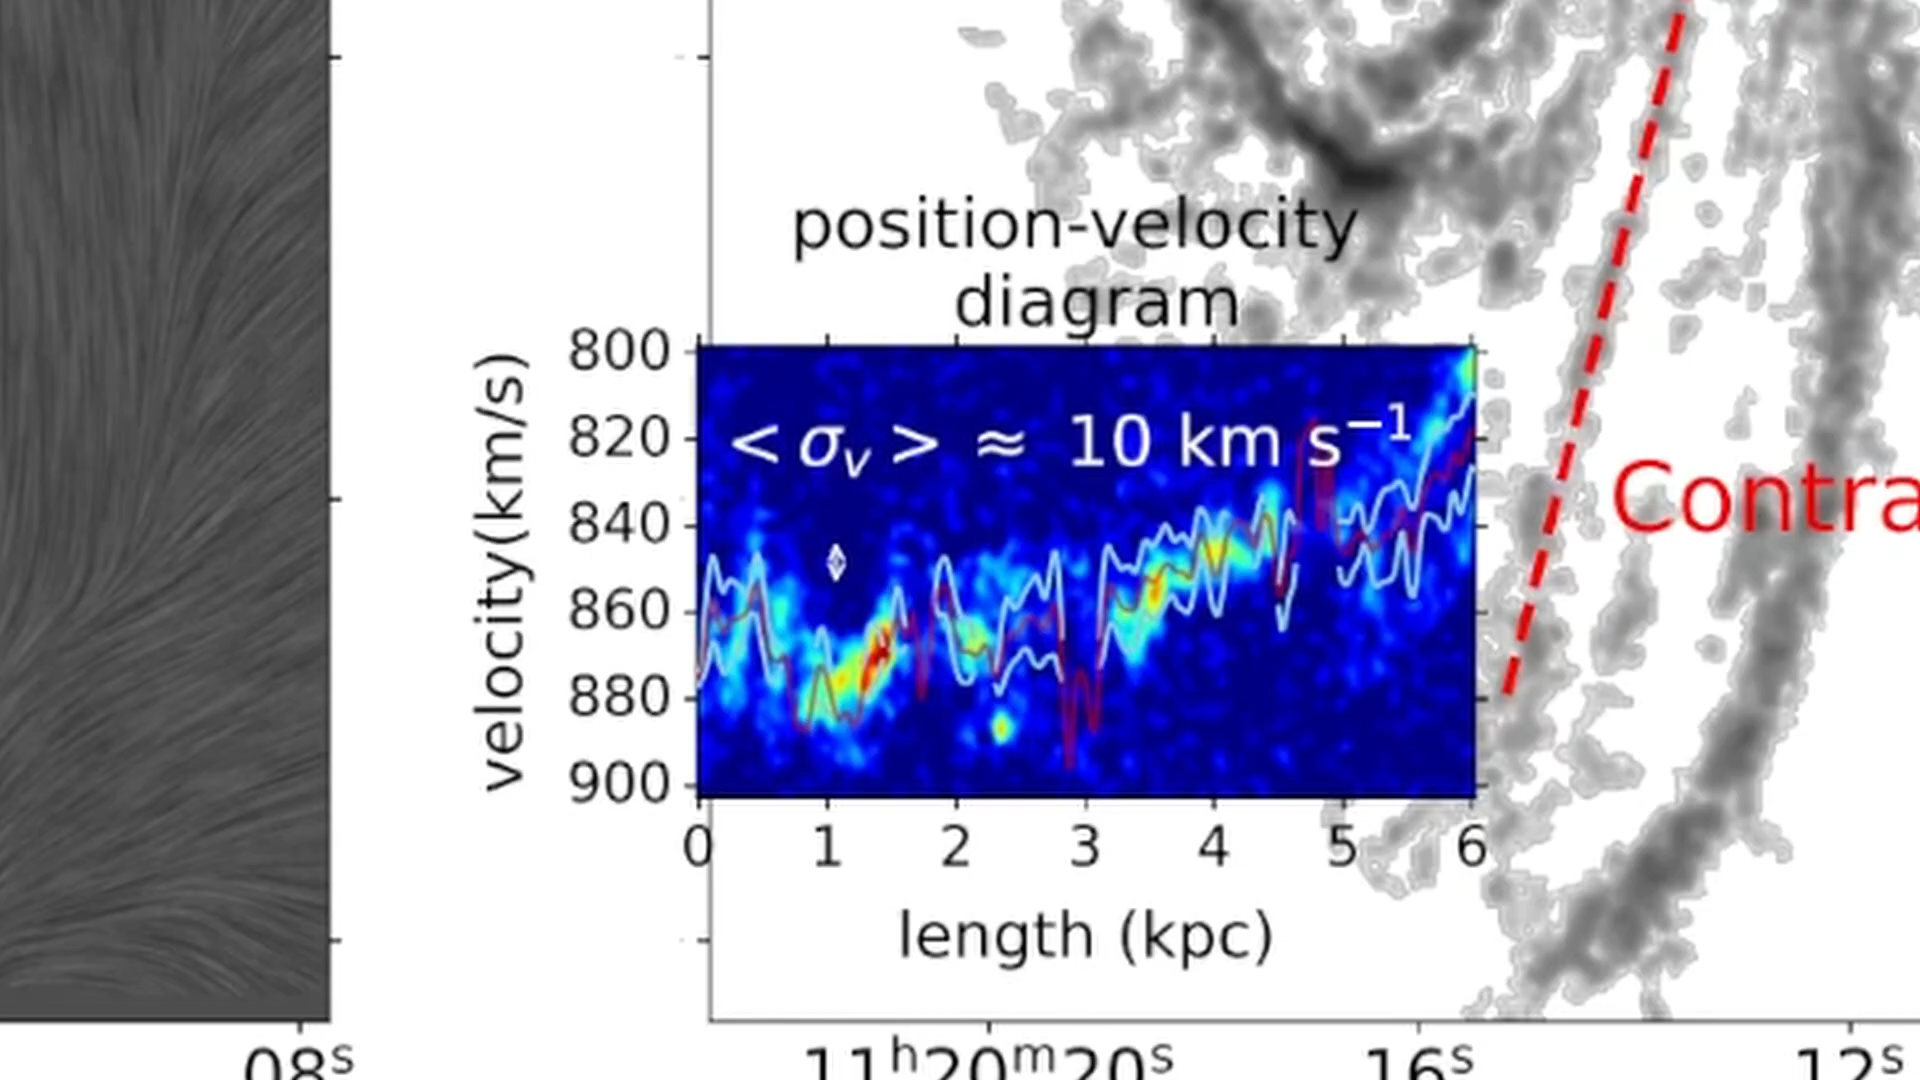 position-velocity
diagram
velocity(km/s)
800
820
840
860
880
900
< σᵥ > ≈ 10 km s⁻¹
0 1 2 3 4 5 6
length (kpc)
Contra
08ˢ
11ʰ20ᵐ20ˢ 16ˢ 12ˢ